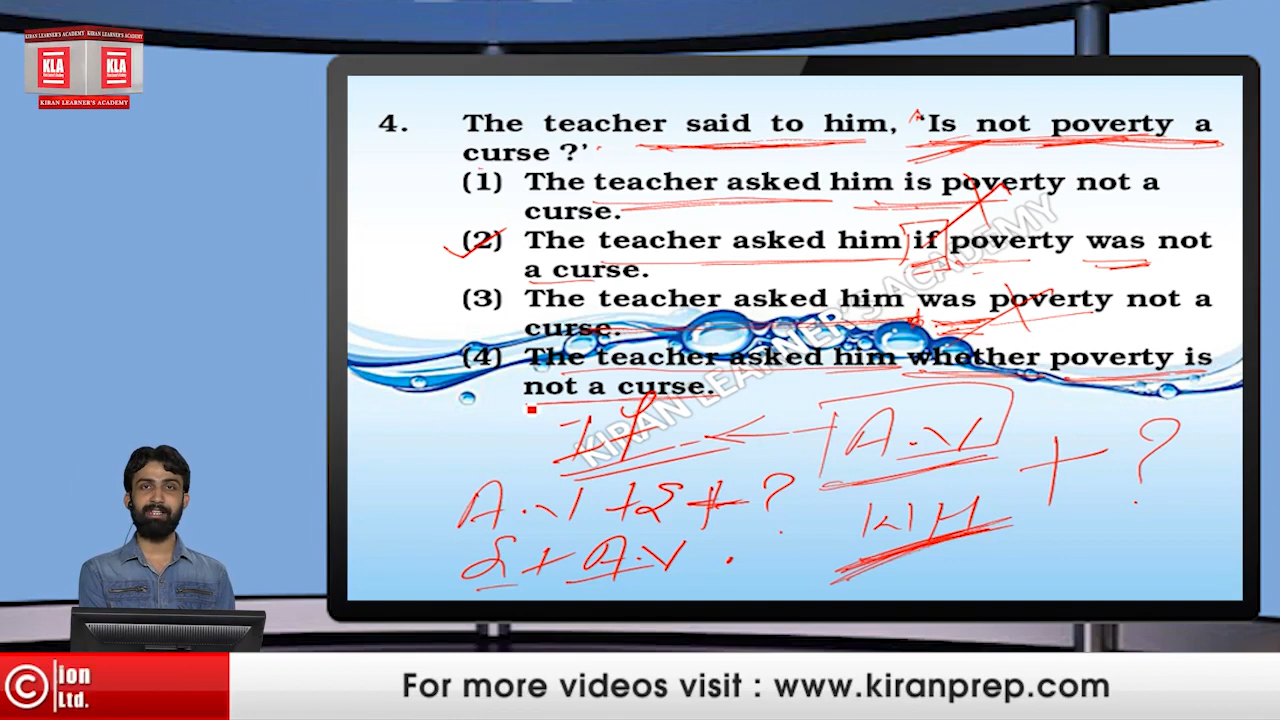 KIRAN LEARNER'S ACADEMY KIRAN LEARNER'S ACADEMY
KLA KLA
KIRAN LEARNER'S ACADEMY
4. The teacher said to him, 'Is not poverty a
curse ?'
(1) The teacher asked him is poverty not a
curse.
(2) The teacher asked him if poverty was not
a curse.
(3) The teacher asked him was poverty not a
curse.
(4) The teacher asked him whether poverty is
not a curse.
KIRAN LEARNER'S ACADEMY
If ← A.V + ?
A.V + S + ?
S + A.V .
©ion
Ltd.
For more videos visit : www.kiranprep.com